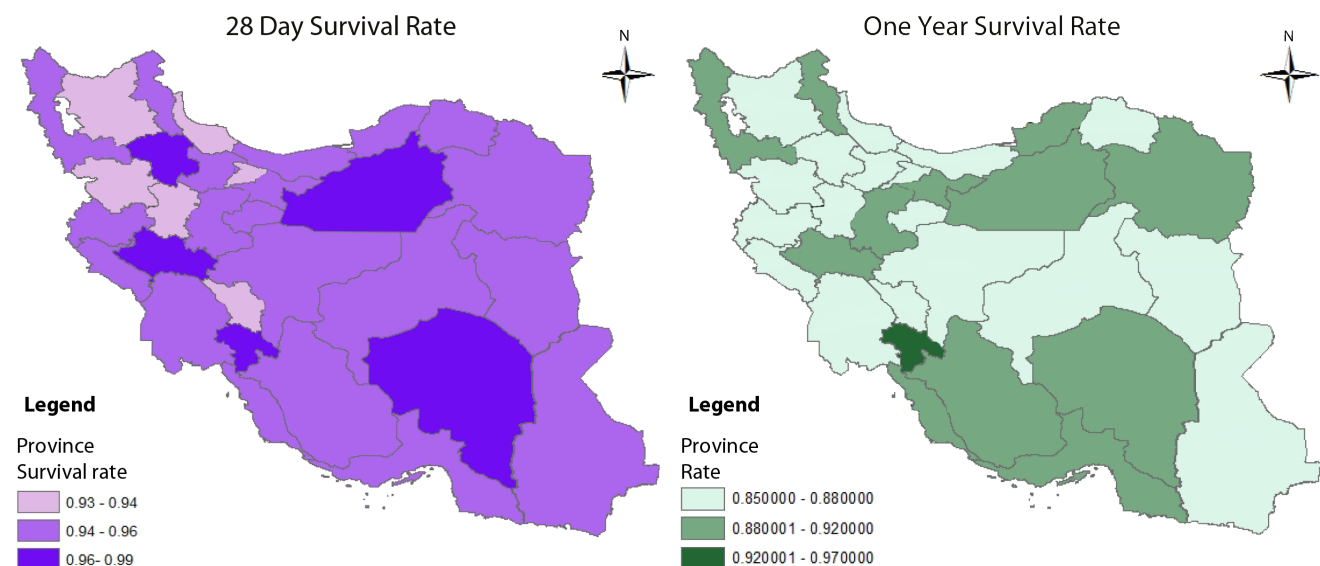 28 Day Survival Rate
N
Legend
Province
Survival rate
0.93 - 0.94
0.94 - 0.96
0.96- 0.99
One Year Survival Rate
N
Legend
Province
Rate
0.850000 - 0.880000
0.880001 - 0.920000
0.920001 - 0.970000